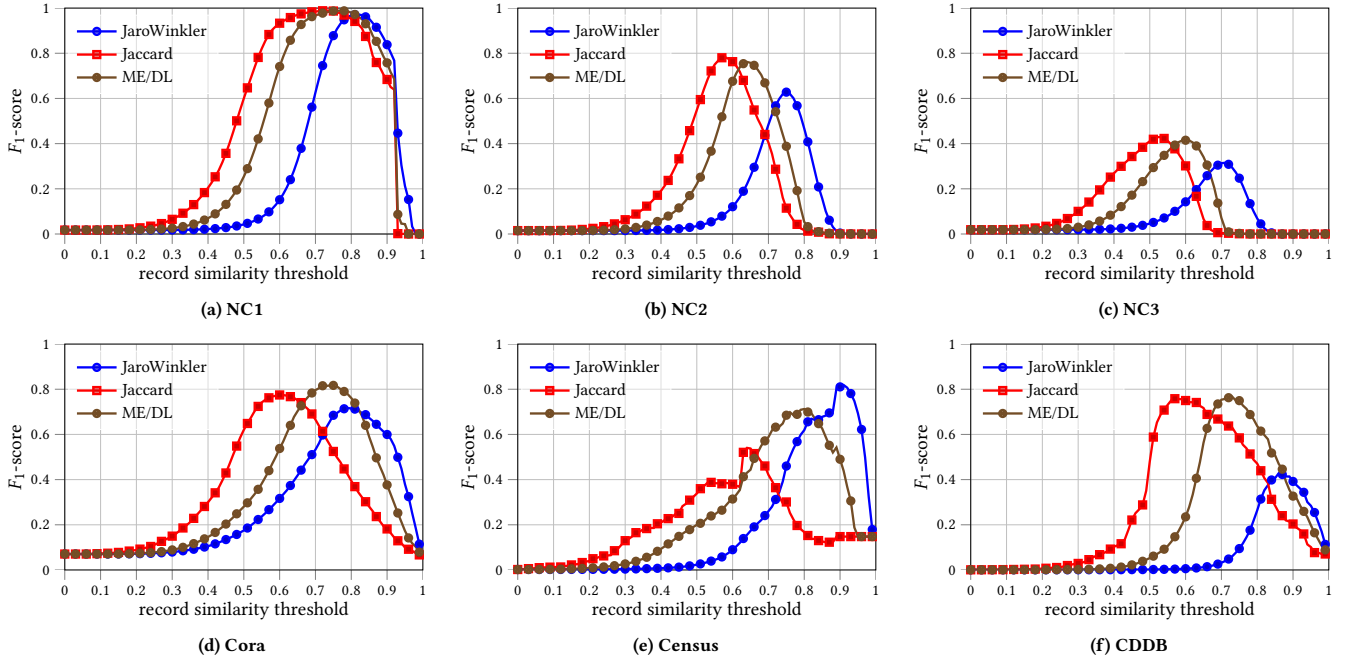 1
0.8
0.6
0.4
0.2
0
F1-score
JaroWinkler
Jaccard
ME/DL
0 0.1 0.2 0.3 0.4 0.5 0.6 0.7 0.8 0.9 1
record similarity threshold
(a) NC1
1
0.8
0.6
0.4
0.2
0
F1-score
JaroWinkler
Jaccard
ME/DL
0 0.1 0.2 0.3 0.4 0.5 0.6 0.7 0.8 0.9 1
record similarity threshold
(b) NC2
1
0.8
0.6
0.4
0.2
0
F1-score
JaroWinkler
Jaccard
ME/DL
0 0.1 0.2 0.3 0.4 0.5 0.6 0.7 0.8 0.9 1
record similarity threshold
(c) NC3
1
0.8
0.6
0.4
0.2
0
F1-score
JaroWinkler
Jaccard
ME/DL
0 0.1 0.2 0.3 0.4 0.5 0.6 0.7 0.8 0.9 1
record similarity threshold
(d) Cora
1
0.8
0.6
0.4
0.2
0
F1-score
JaroWinkler
Jaccard
ME/DL
0 0.1 0.2 0.3 0.4 0.5 0.6 0.7 0.8 0.9 1
record similarity threshold
(e) Census
1
0.8
0.6
0.4
0.2
0
F1-score
JaroWinkler
Jaccard
ME/DL
0 0.1 0.2 0.3 0.4 0.5 0.6 0.7 0.8 0.9 1
record similarity threshold
(f) CDDB